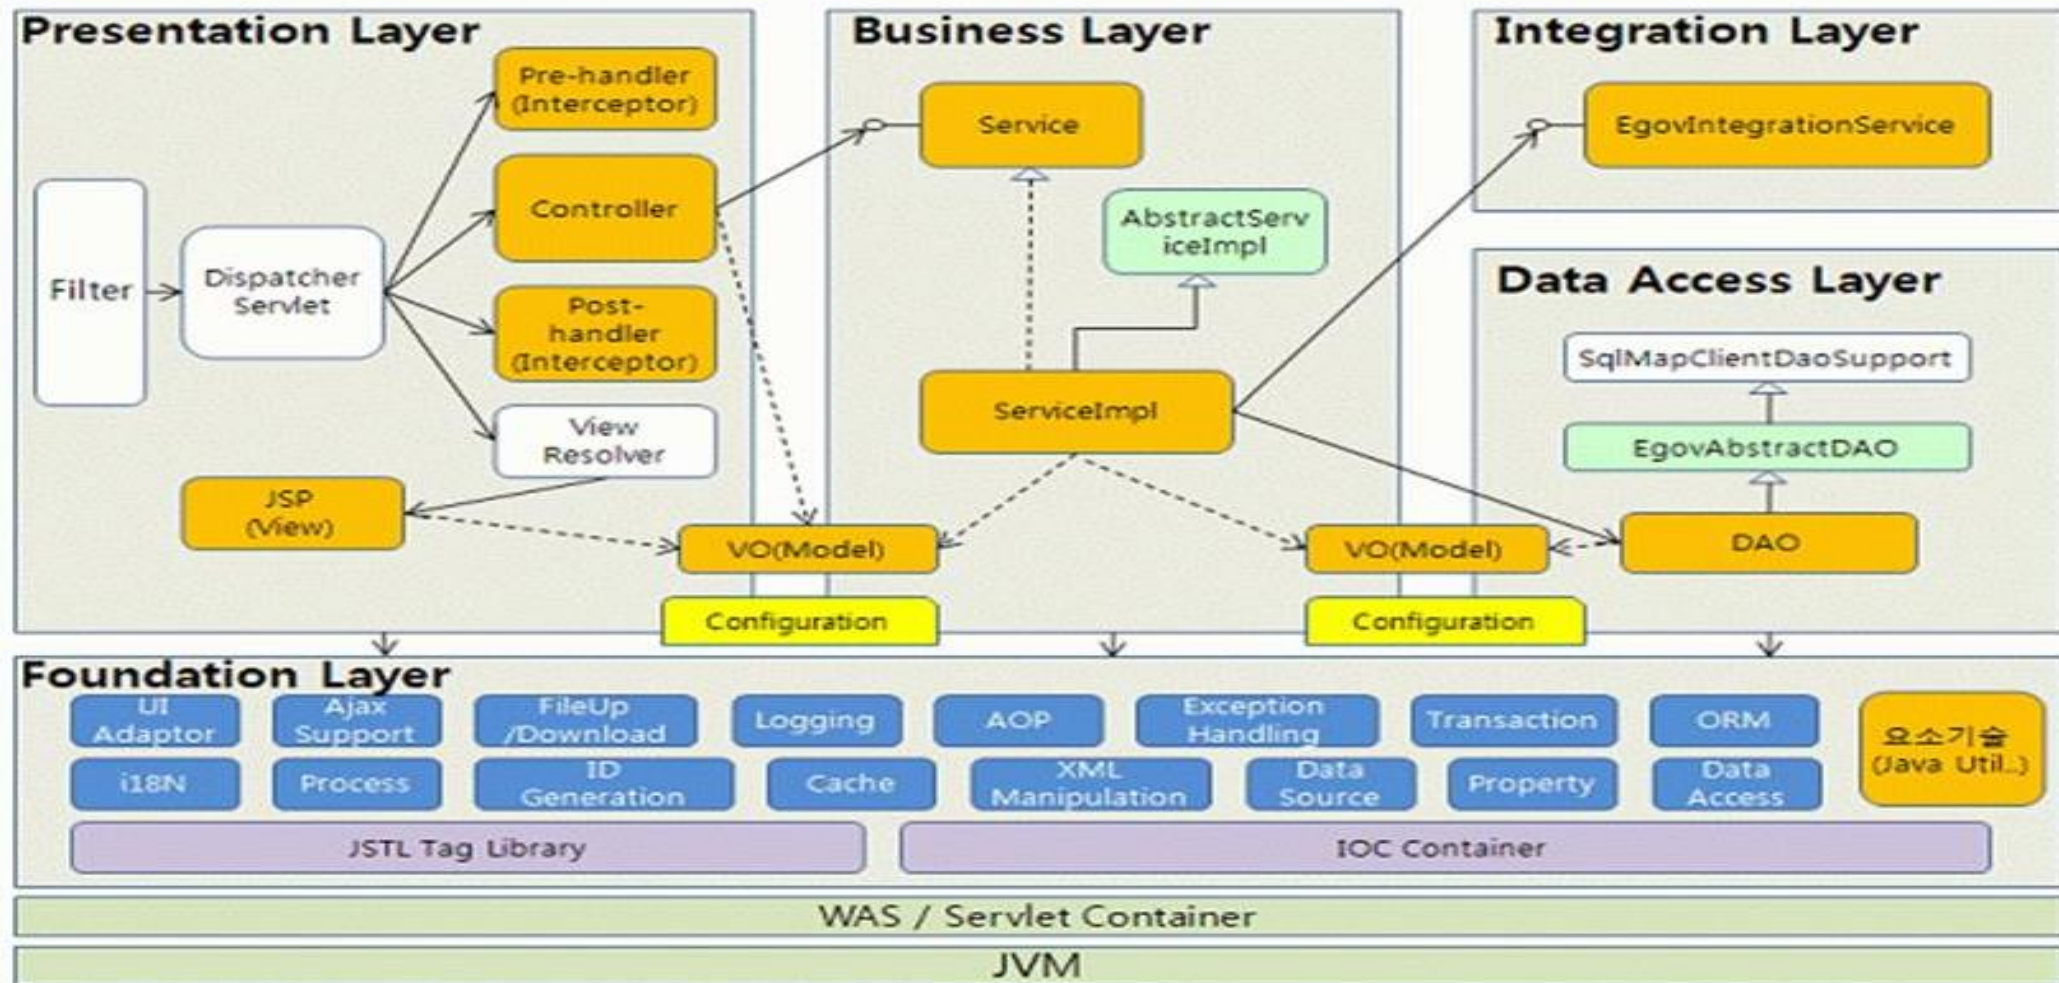 Presentation Layer
Pre-handler
(Interceptor)
Controller
Filter
Dispatcher
Servlet
Post-
handler
(Interceptor)
View
Resolver
JSP
(View)
VO(Model)
Configuration
Business Layer
Service
AbstractServ
iceImpl
ServiceImpl
VO(Model)
Configuration
Integration Layer
EgovIntegrationService
Data Access Layer
SqlMapClientDaoSupport
EgovAbstractDAO
DAO
Foundation Layer
UI
Adaptor
Ajax
Support
FileUp
/Download
Logging
AOP
Exception
Handling
Transaction
ORM
요소기술
(Java Util..)
i18N
Process
ID
Generation
Cache
XML
Manipulation
Data
Source
Property
Data
Access
JSTL Tag Library
IOC Container
WAS / Servlet Container
JVM